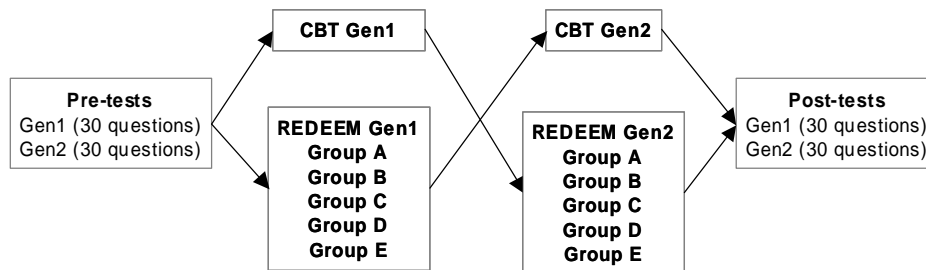 CBT Gen1
CBT Gen2
Pre-tests
Gen1 (30 questions)
Gen2 (30 questions)
REDEEM Gen1
Group A
Group B
Group C
Group D
Group E
REDEEM Gen2
Group A
Group B
Group C
Group D
Group E
Post-tests
Gen1 (30 questions)
Gen2 (30 questions)